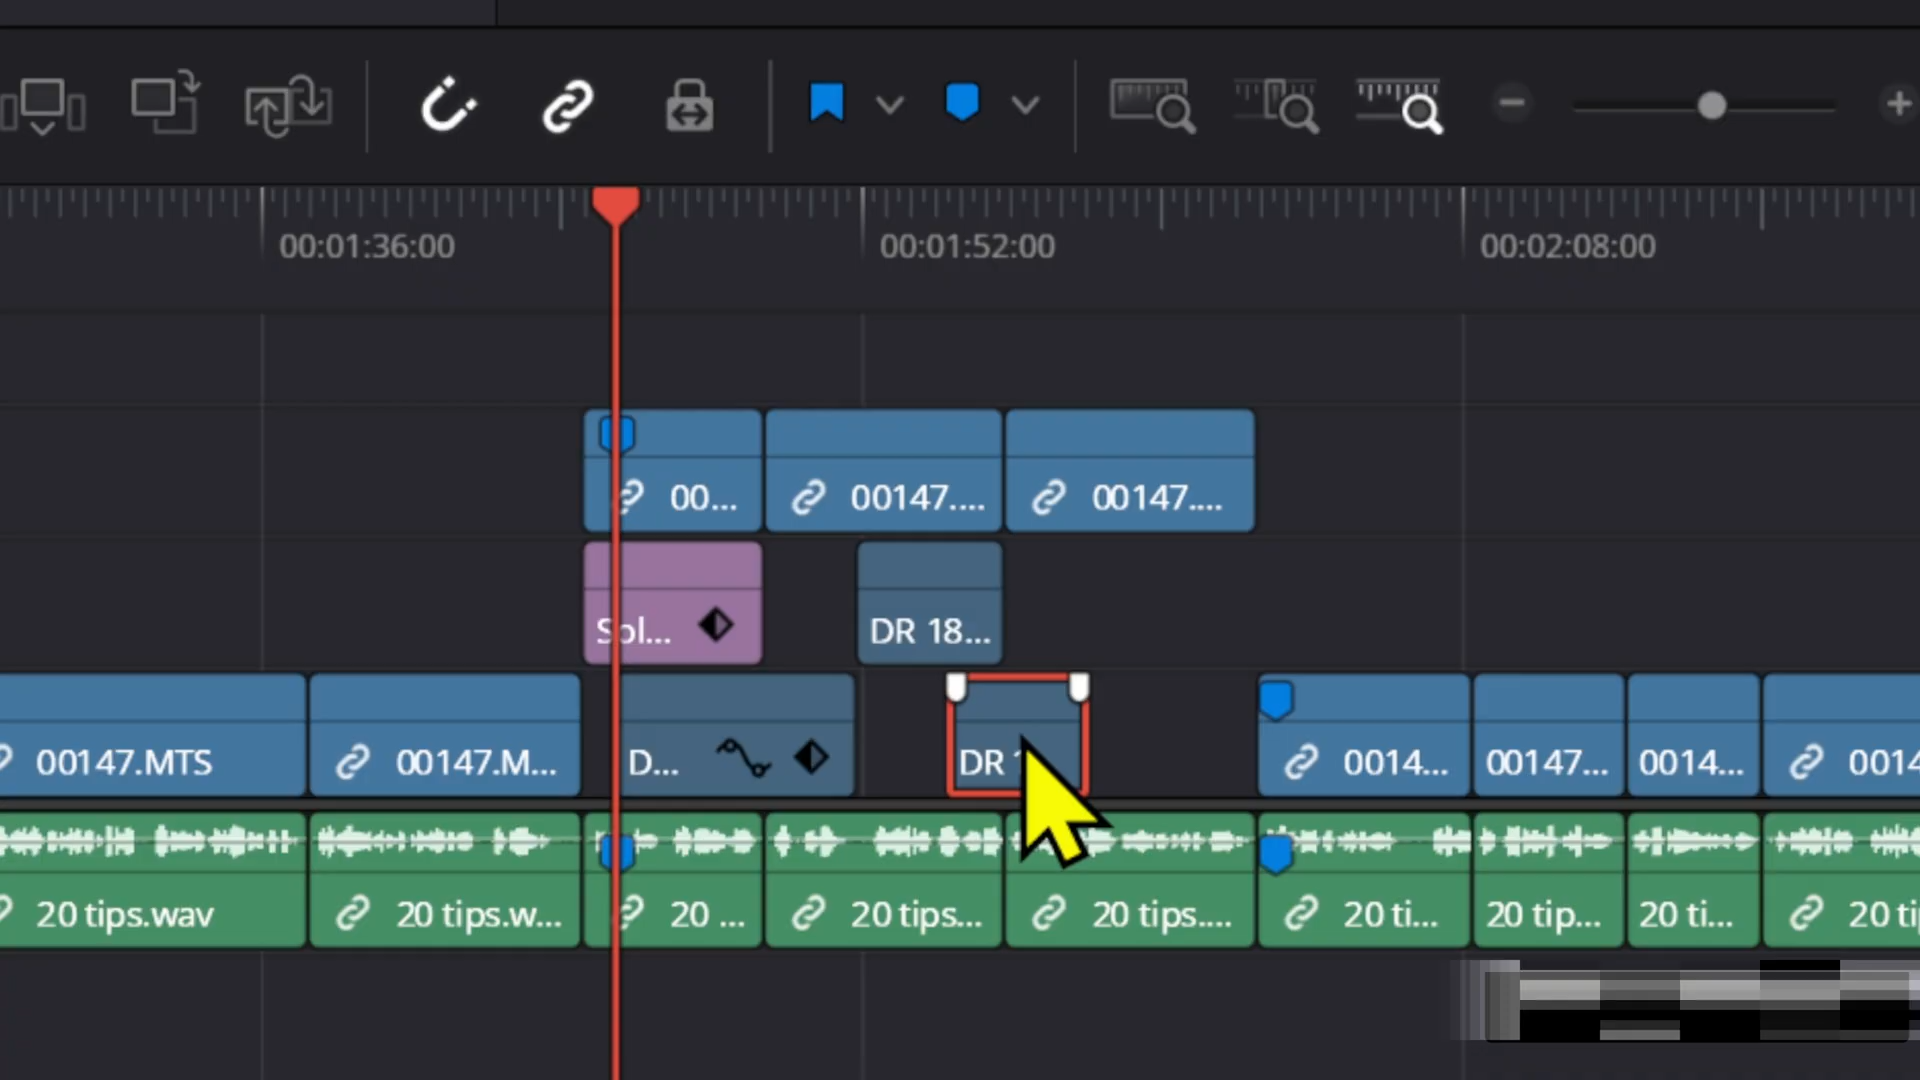 00:01:36:00 00:01:52:00 00:02:08:00
00... 00147.... 00147....
Sol... DR 18...
00147.MTS 00147.M... D... DR 0014... 00147... 0014... 0014
20 tips.wav 20 tips.w... 20 ... 20 tips... 20 tips.... 20 ti... 20 tip... 20 ti... 20 ti